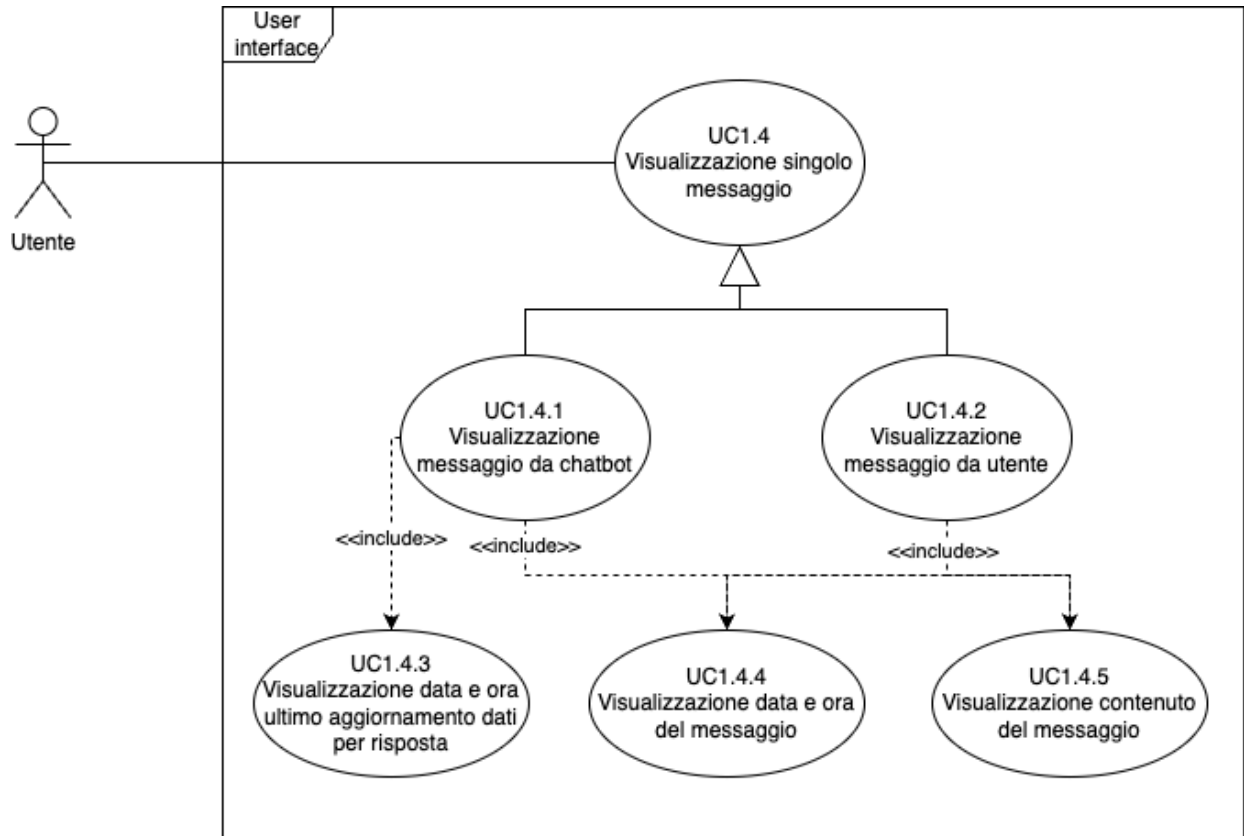 User
interface
Utente
UC1.4
Visualizzazione singolo
messaggio
UC1.4.1
Visualizzazione
messaggio da chatbot
UC1.4.2
Visualizzazione
messaggio da utente
<<include>>
<<include>>
<<include>>
UC1.4.3
Visualizzazione data e ora
ultimo aggiornamento dati
per risposta
UC1.4.4
Visualizzazione data e ora
del messaggio
UC1.4.5
Visualizzazione contenuto
del messaggio